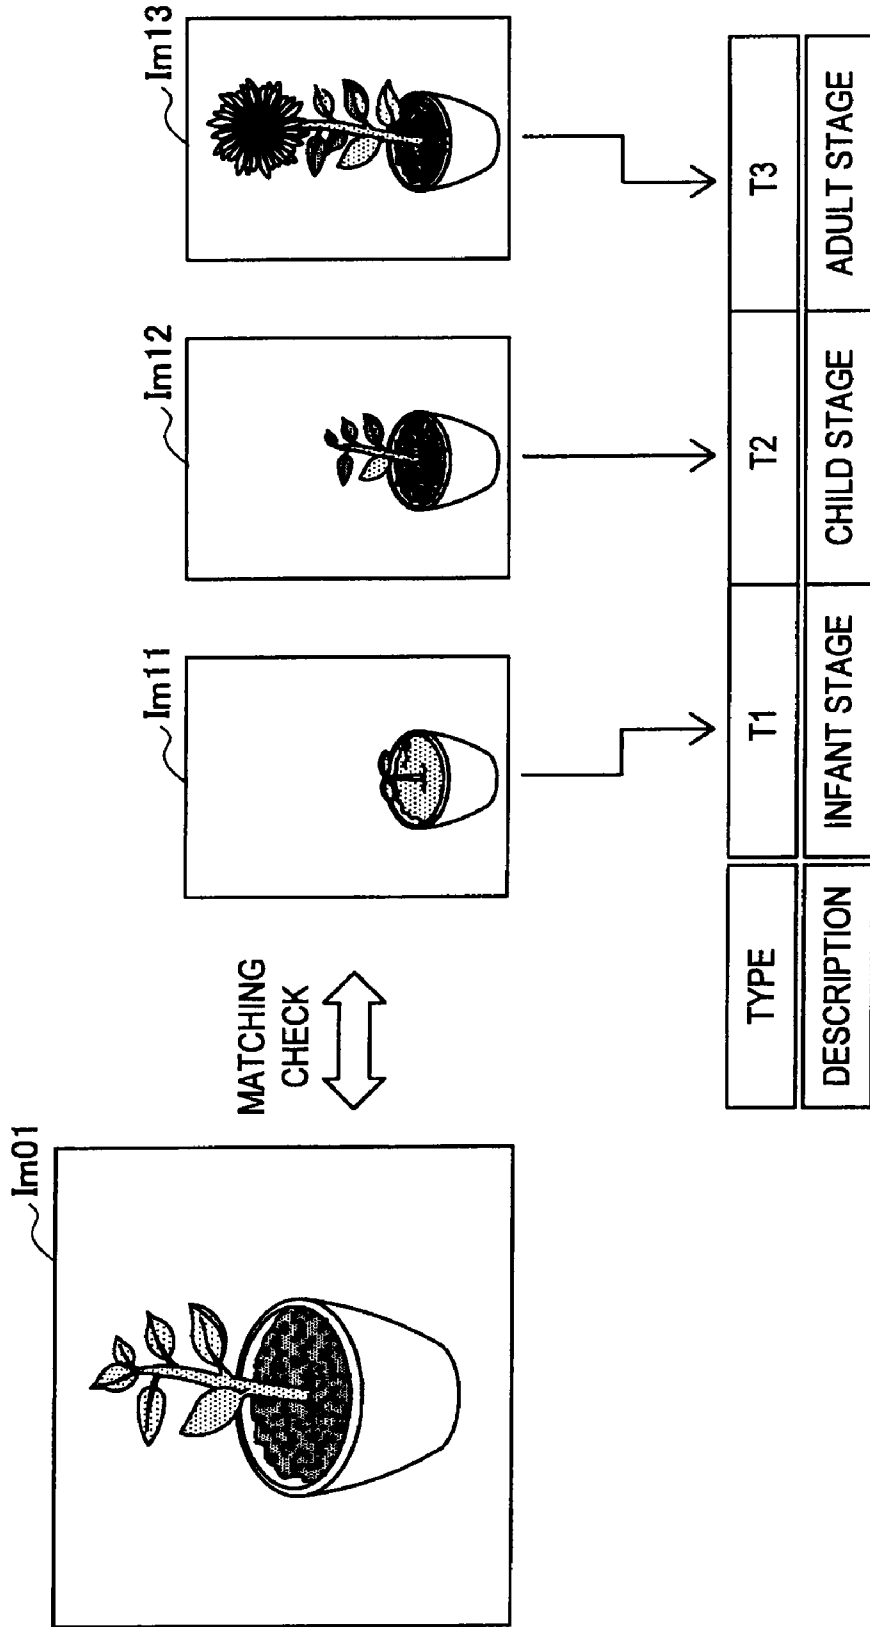 Im01
MATCHING
CHECK
Im11
Im12
Im13
TYPE
T1
T2
T3
DESCRIPTION
INFANT STAGE
CHILD STAGE
ADULT STAGE